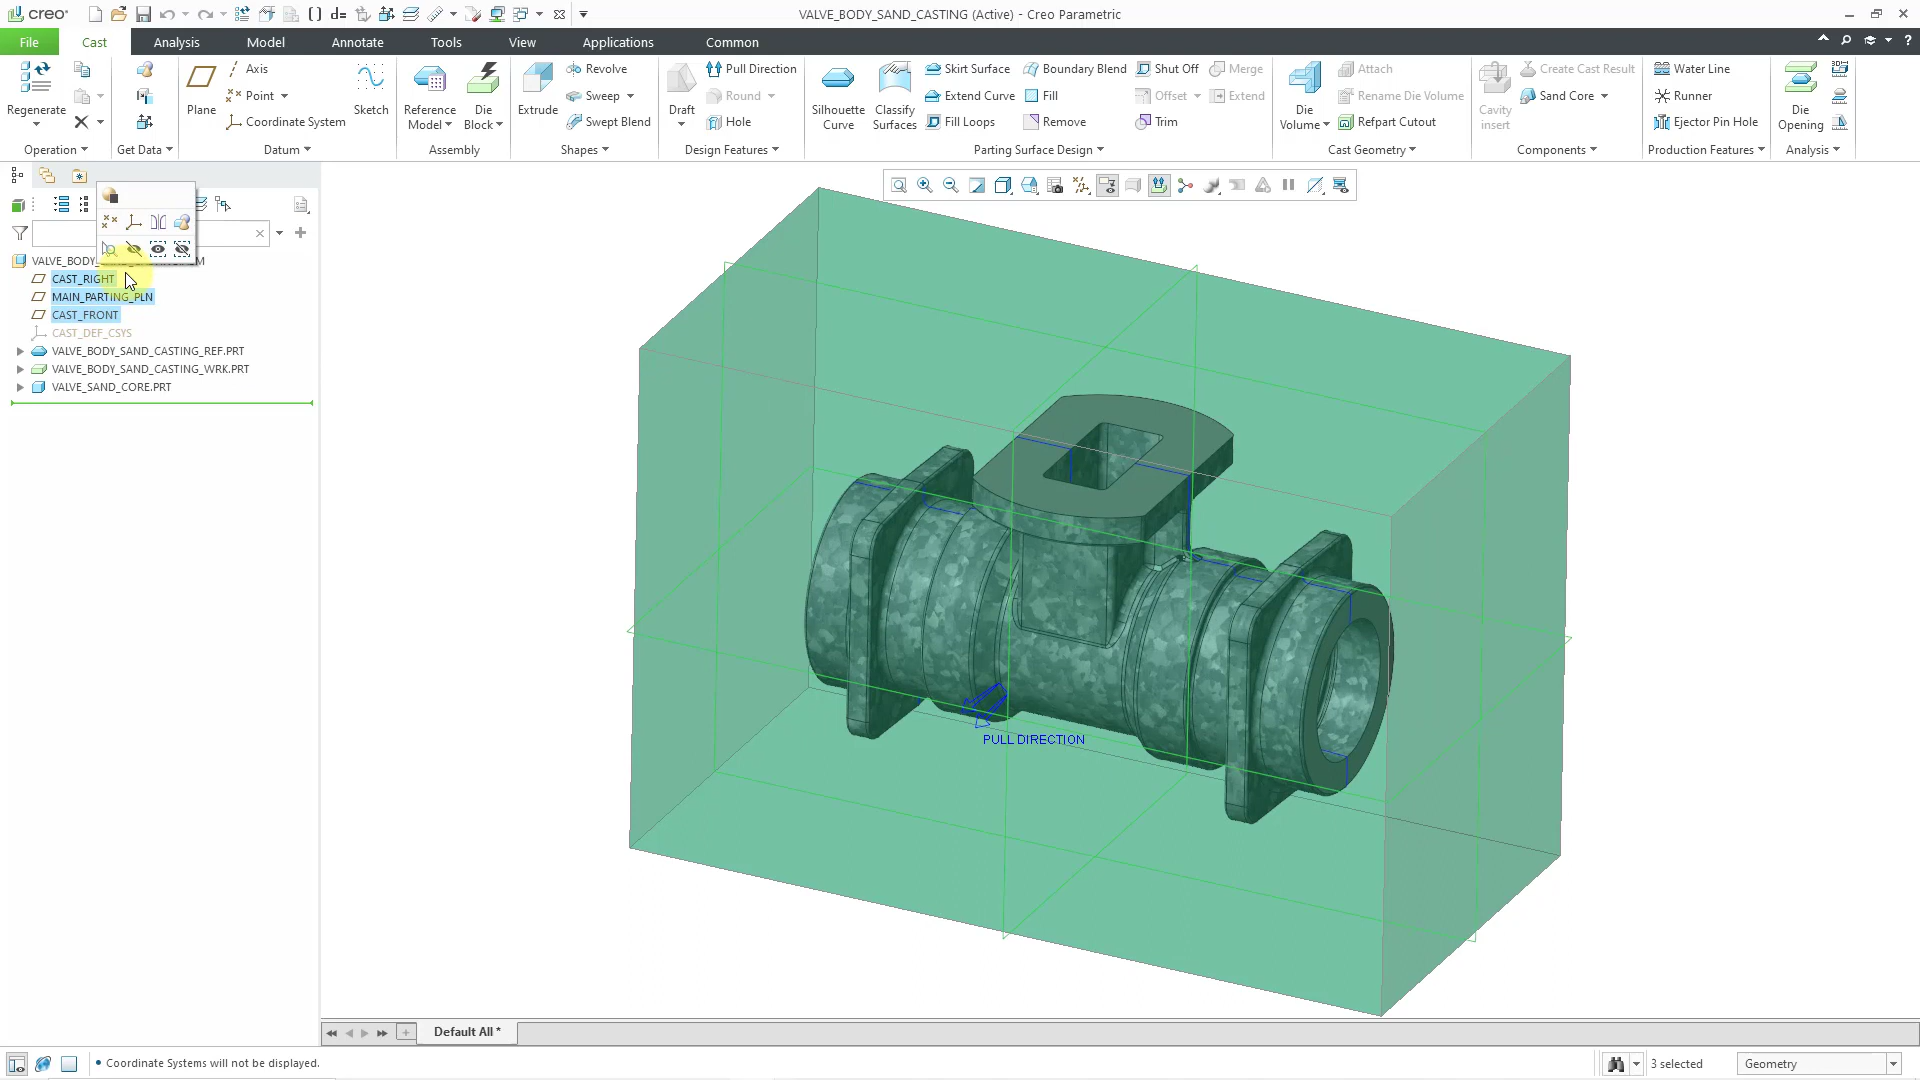 creo
VALVE_BODY_SAND_CASTING (Active) - Creo Parametric
File
Cast
Analysis
Model
Annotate
Tools
View
Applications
Common
Regenerate
Operation
Get Data
Plane
Axis
Point
Coordinate System
Sketch
Datum
Reference Model
Die Block
Assembly
Extrude
Revolve
Sweep
Swept Blend
Shapes
Draft
Pull Direction
Round
Hole
Design Features
Silhouette Curve
Classify Surfaces
Skirt Surface
Extend Curve
Fill Loops
Boundary Blend
Fill
Remove
Shut Off
Offset
Trim
Merge
Extend
Parting Surface Design
Die Volume
Attach
Rename Die Volume
Refpart Cutout
Cast Geometry
Cavity insert
Create Cast Result
Sand Core
Components
Water Line
Runner
Ejector Pin Hole
Production Features
Die Opening
Analysis
VALVE_BODY_
CAST_RIGHT
MAIN_PARTING_PLN
CAST_FRONT
CAST_DEF_CSYS
VALVE_BODY_SAND_CASTING_REF.PRT
VALVE_BODY_SAND_CASTING_WRK.PRT
VALVE_SAND_CORE.PRT
PULL DIRECTION
Default All *
Coordinate Systems will not be displayed.
3 selected
Geometry